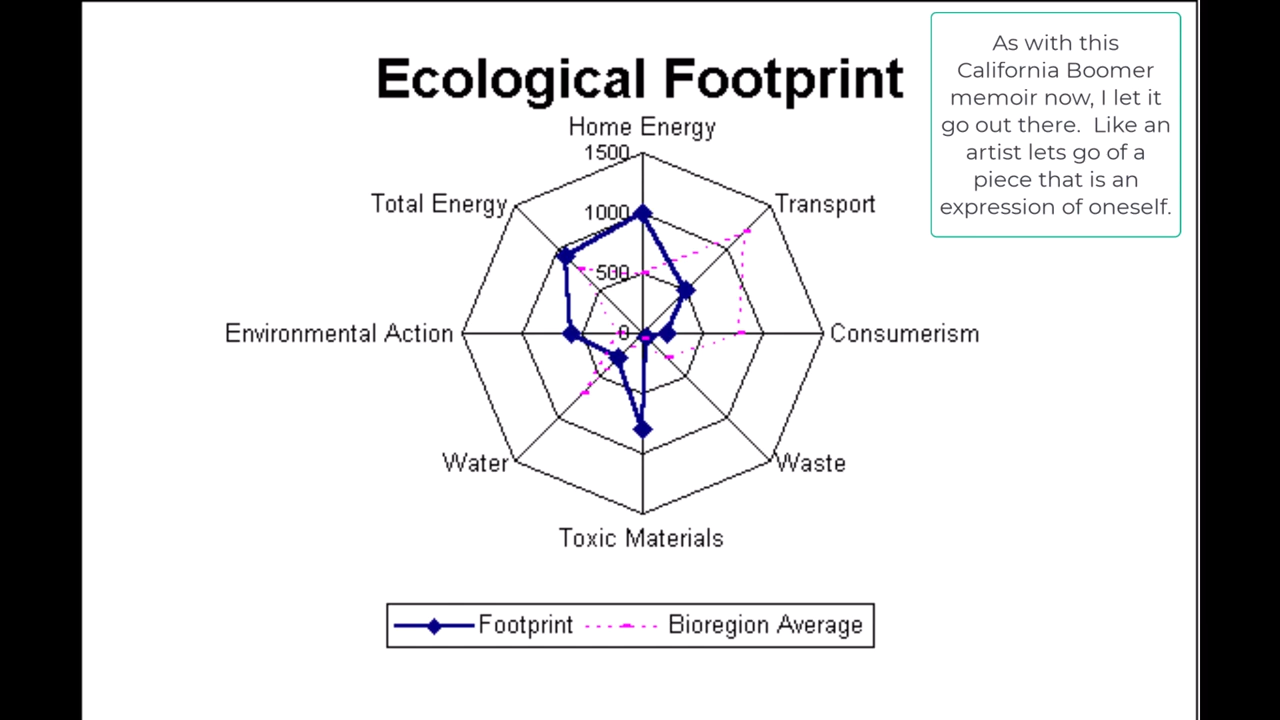 As with this
California Boomer
memoir now, I let it
go out there.  Like an
artist lets go of a
piece that is an
expression of oneself.
Ecological Footprint
Home Energy
1500
Total Energy
Transport
1000
500
Environmental Action
0
Consumerism
Water
Waste
Toxic Materials
Footprint
Bioregion Average